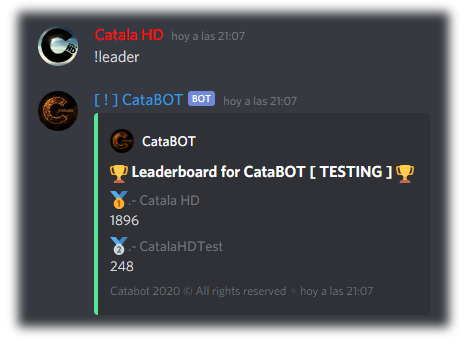 Catala HD hoy a las 21:07
!leader
[ ! ] CataBOT BOT hoy a las 21:07
CataBOT
🏆 Leaderboard for CataBOT [ TESTING ] 🏆
🥇.- Catala HD
1896
🥈.- CatalaHDTest
248
Catabot 2020 © All rights reserved • hoy a las 21:07